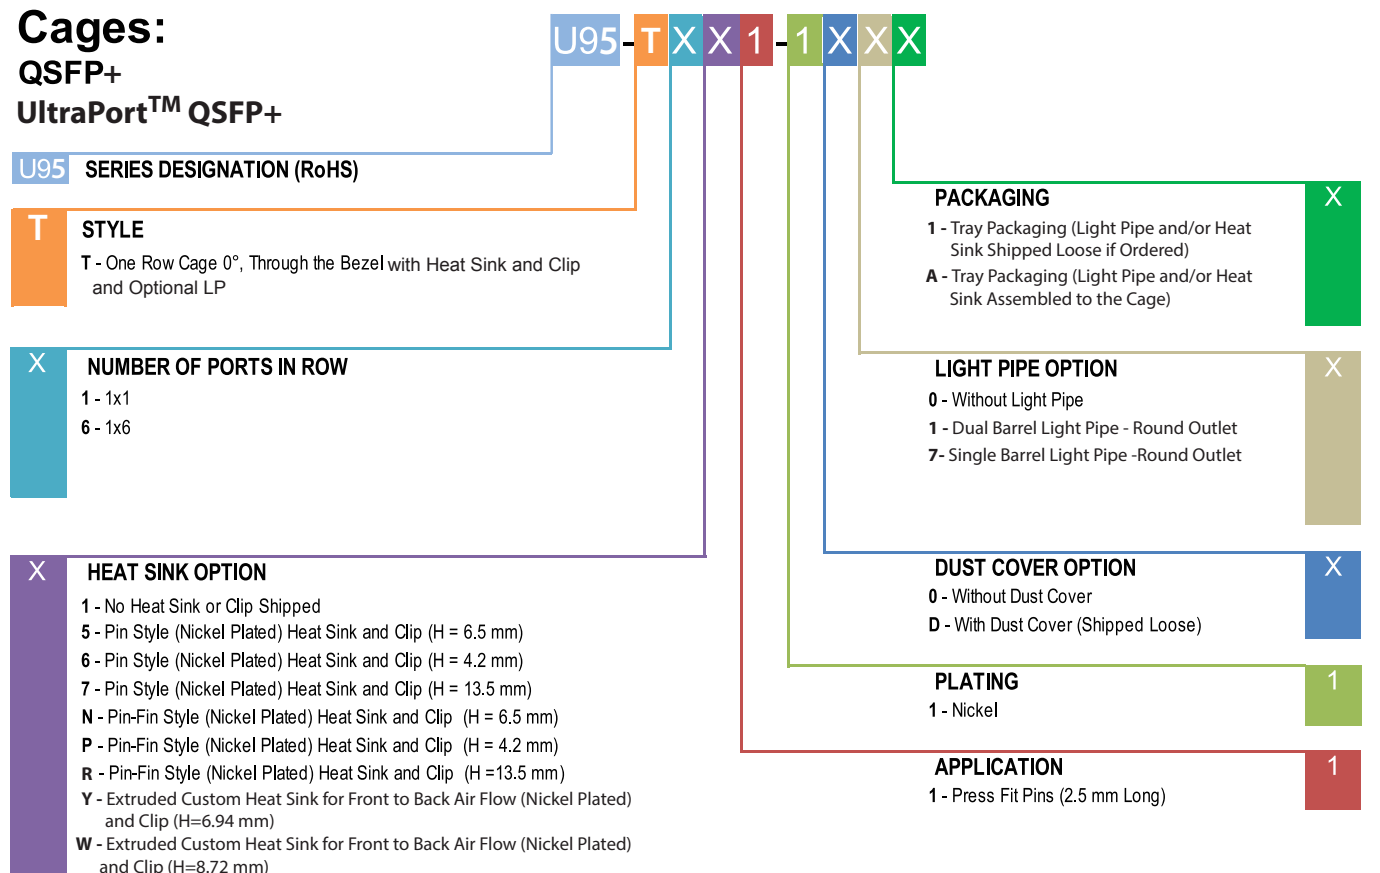 Cages:
QSFP+
UltraPort™ QSFP+
U95-TXX1-1XXX
U95 SERIES DESIGNATION (RoHS)
T STYLE
T - One Row Cage 0°, Through the Bezel with Heat Sink and Clip
and Optional LP
X NUMBER OF PORTS IN ROW
1 - 1x1
6 - 1x6
X HEAT SINK OPTION
1 - No Heat Sink or Clip Shipped
5 - Pin Style (Nickel Plated) Heat Sink and Clip (H = 6.5 mm)
6 - Pin Style (Nickel Plated) Heat Sink and Clip (H = 4.2 mm)
7 - Pin Style (Nickel Plated) Heat Sink and Clip (H = 13.5 mm)
N - Pin-Fin Style (Nickel Plated) Heat Sink and Clip (H = 6.5 mm)
P - Pin-Fin Style (Nickel Plated) Heat Sink and Clip (H = 4.2 mm)
R - Pin-Fin Style (Nickel Plated) Heat Sink and Clip (H =13.5 mm)
Y - Extruded Custom Heat Sink for Front to Back Air Flow (Nickel Plated)
and Clip (H=6.94 mm)
W - Extruded Custom Heat Sink for Front to Back Air Flow (Nickel Plated)
and Clip (H=8.72 mm)
PACKAGING X
1 - Tray Packaging (Light Pipe and/or Heat
Sink Shipped Loose if Ordered)
A - Tray Packaging (Light Pipe and/or Heat
Sink Assembled to the Cage)
LIGHT PIPE OPTION X
0 - Without Light Pipe
1 - Dual Barrel Light Pipe - Round Outlet
7- Single Barrel Light Pipe -Round Outlet
DUST COVER OPTION X
0 - Without Dust Cover
D - With Dust Cover (Shipped Loose)
PLATING 1
1 - Nickel
APPLICATION 1
1 - Press Fit Pins (2.5 mm Long)